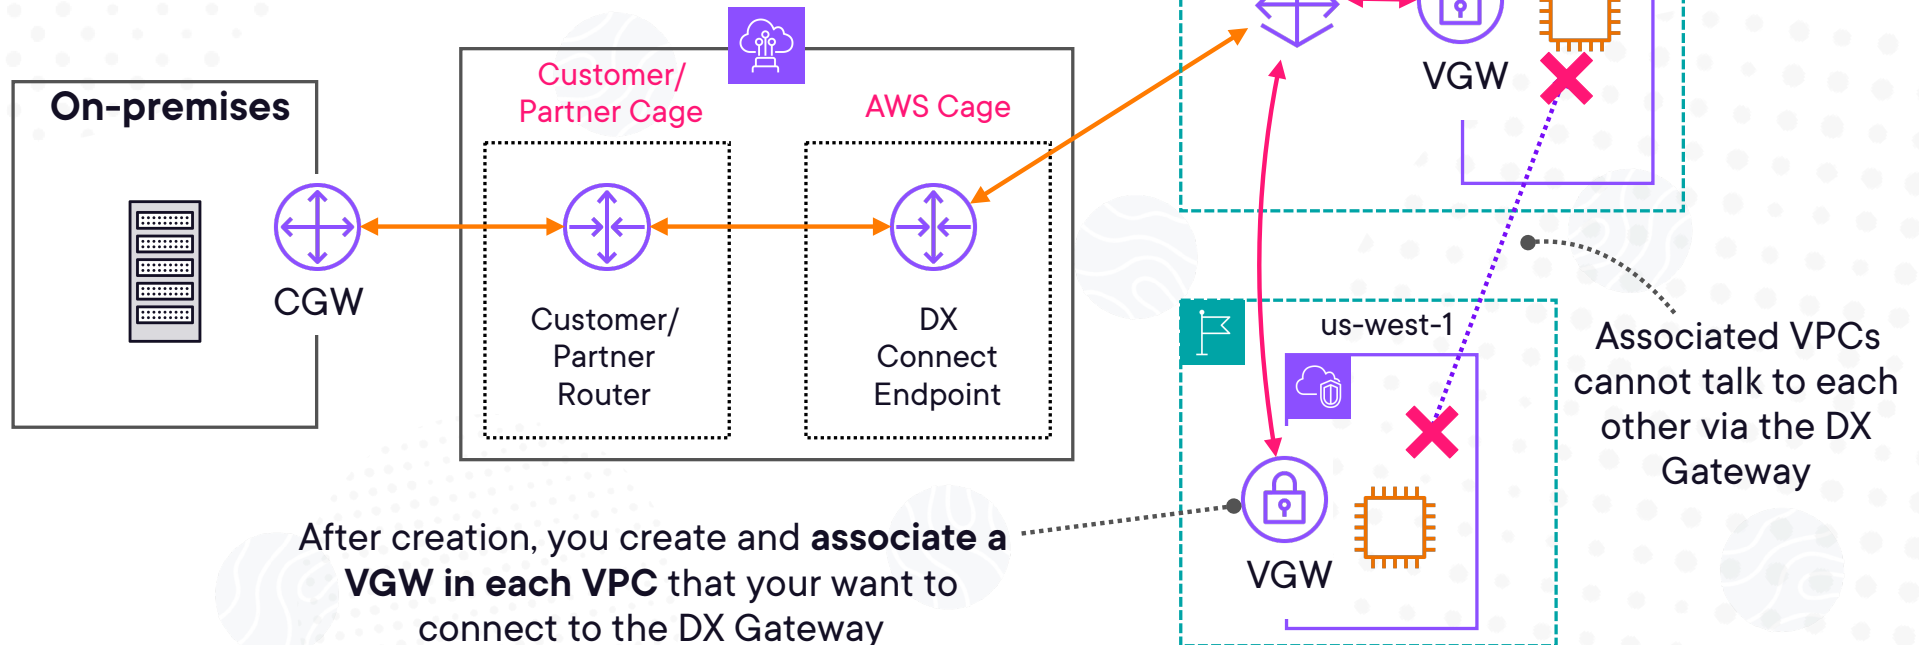 On-premises
CGW
Customer/
Partner Cage
AWS Cage
Customer/
Partner
Router
DX
Connect
Endpoint
VGW
us-west-1
VGW
Associated VPCs
cannot talk to each
other via the DX
Gateway
After creation, you create and associate a
VGW in each VPC that your want to
connect to the DX Gateway